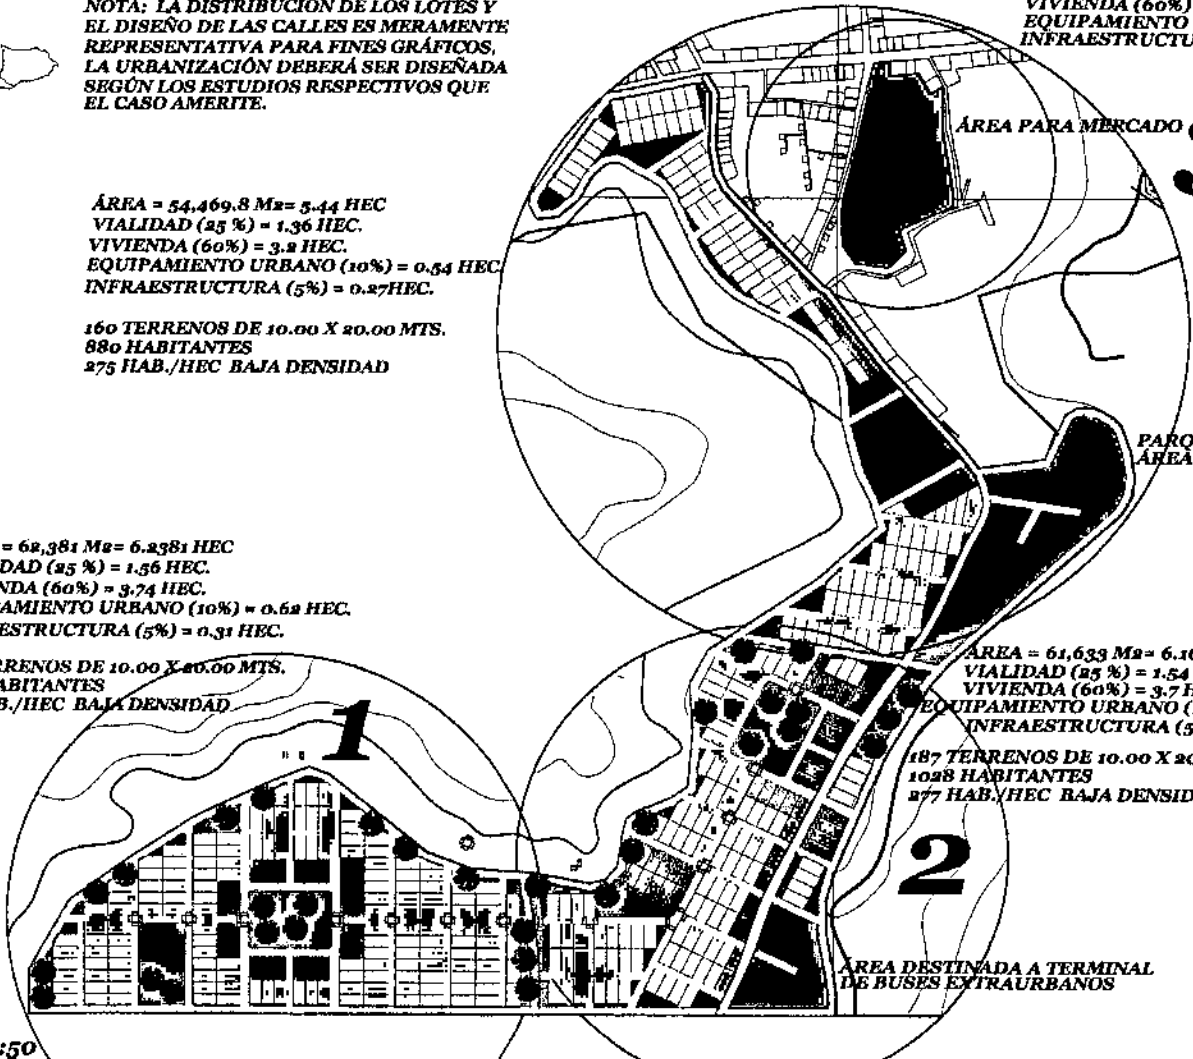 NOTA: LA DISTRIBUCIÓN DE LOS LOTES Y
EL DISEÑO DE LAS CALLES ES MERAMENTE
REPRESENTATIVA PARA FINES GRÁFICOS,
LA URBANIZACIÓN DEBERÁ SER DISEÑADA
SEGÚN LOS ESTUDIOS RESPECTIVOS QUE
EL CASO AMERITE.
VIVIENDA (60%)
EQUIPAMIENTO
INFRAESTRUCTU
ÁREA PARA MERCADO (
ÁREA = 54,469.8 M2= 5.44 HEC
VIALIDAD (25 %) = 1.36 HEC.
VIVIENDA (60%) = 3.2 HEC.
EQUIPAMIENTO URBANO (10%) = 0.54 HEC.
INFRAESTRUCTURA (5%) = 0.27HEC.
160 TERRENOS DE 10.00 X 20.00 MTS.
880 HABITANTES
275 HAB./HEC BAJA DENSIDAD
PARQ
ÁREA
= 62,381 M2= 6.2381 HEC
DAD (25 %) = 1.56 HEC.
NDA (60%) = 3.74 HEC.
PAMIENTO URBANO (10%) = 0.62 HEC.
ESTRUCTURA (5%) = 0.31 HEC.
RRENOS DE 10.00 X 20.00 MTS.
ABITANTES
B./HEC BAJA DENSIDAD
ÁREA = 61,633 M2= 6.16
VIALIDAD (25 %) = 1.54
VIVIENDA (60%) = 3.7 H
EQUIPAMIENTO URBANO (
INFRAESTRUCTURA (5
187 TERRENOS DE 10.00 X 20
1028 HABITANTES
277 HAB./HEC BAJA DENSID
1
2
ÁREA DESTINADA A TERMINAL
DE BUSES EXTRAURBANOS
:50